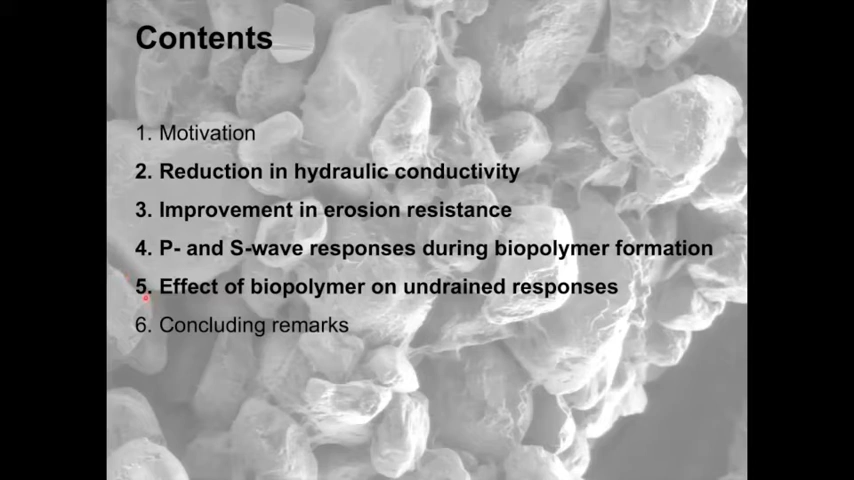 Contents
1. Motivation
2. Reduction in hydraulic conductivity
3. Improvement in erosion resistance
4. P- and S-wave responses during biopolymer formation
5. Effect of biopolymer on undrained responses
6. Concluding remarks